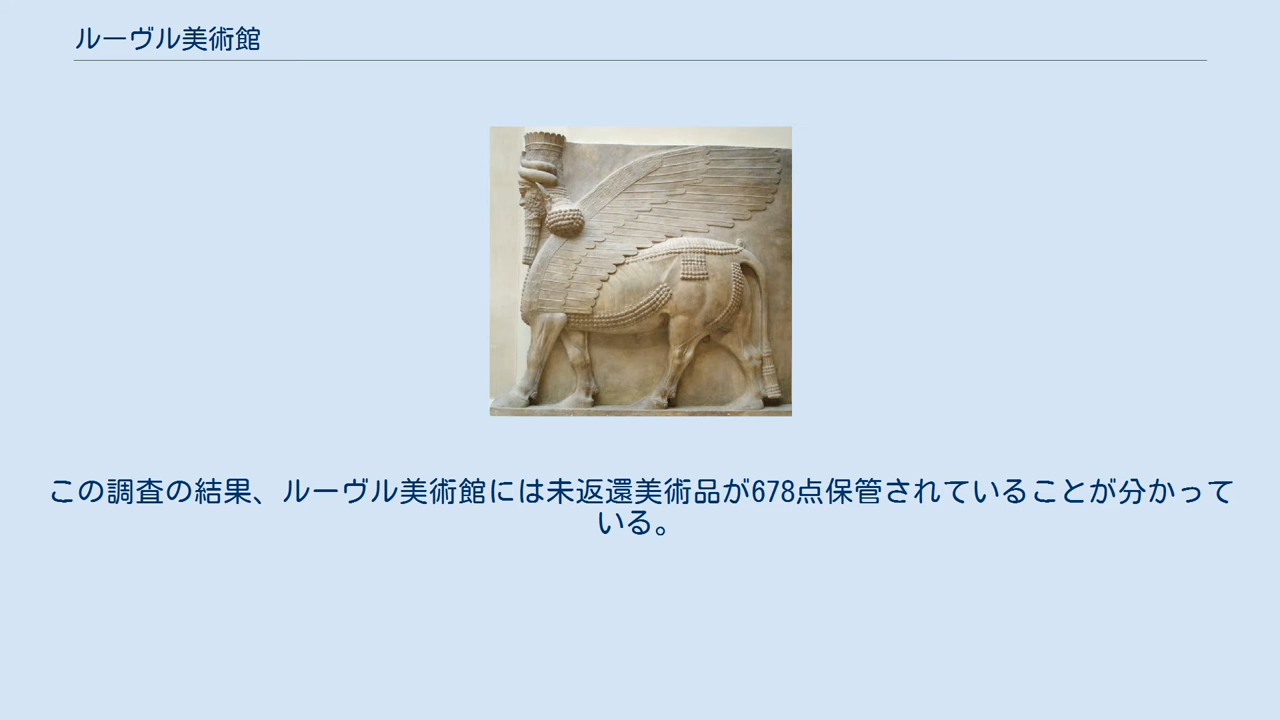 ルーヴル美術館
この調査の結果、ルーヴル美術館には未返還美術品が678点保管されていることが分かって
いる。